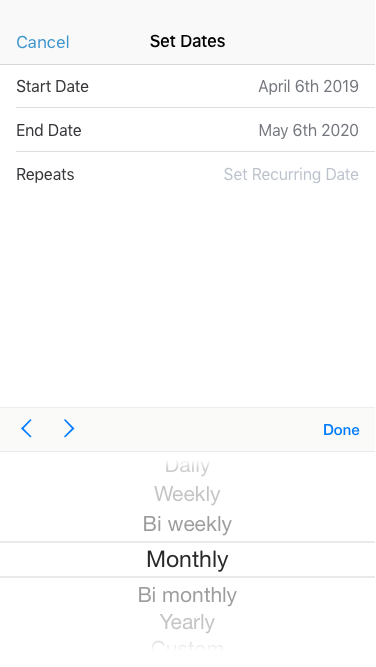 Cancel Set Dates
Start Date April 6th 2019
End Date May 6th 2020
Repeats Set Recurring Date
Done
Daily
Weekly
Bi weekly
Monthly
Bi monthly
Yearly
Custom